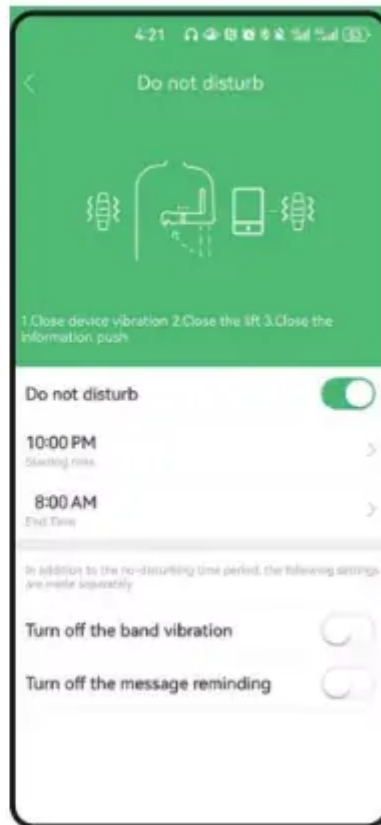 4:21
Do not disturb
1.Close device vibration 2.Close the lift 3.Close the
information push
Do not disturb
10:00 PM
Starting time
8:00 AM
End Time
In addition to the no-disturbing time period, the following settings
are made separately
Turn off the band vibration
Turn off the message reminding